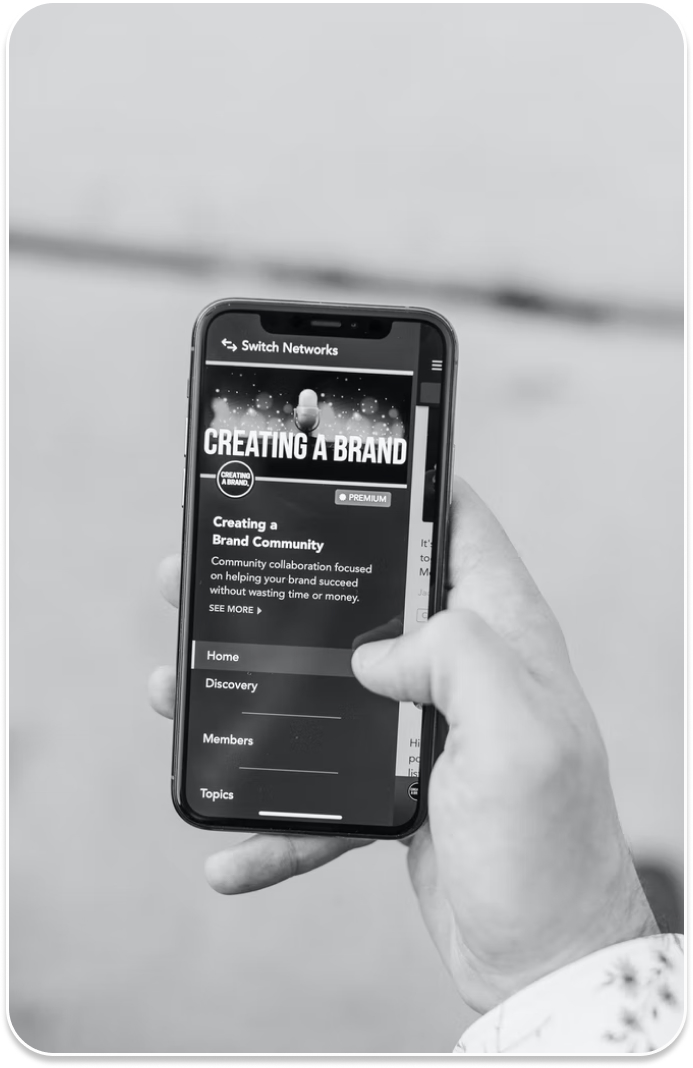 Switch Networks
CREATING A BRAND
CREATING
A BRAND.
PREMIUM
Creating a
Brand Community
Community collaboration focused
on helping your brand succeed
without wasting time or money.
SEE MORE
Home
Discovery
Members
Topics
It's
to
Me
Hi
po
lis